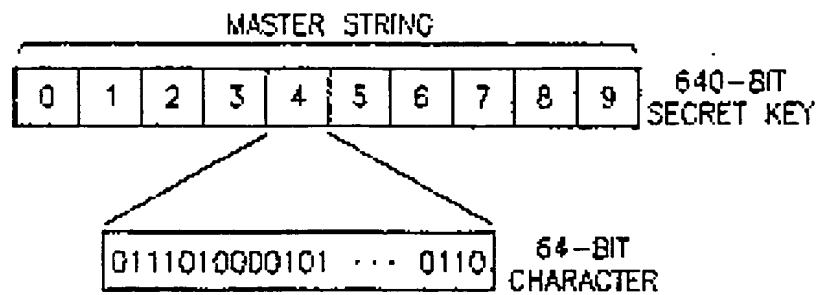 MASTER STRING
0 1 2 3 4 5 6 7 8 9
640-BIT
SECRET KEY
0111010000101 ... 0110
64-BIT
CHARACTER